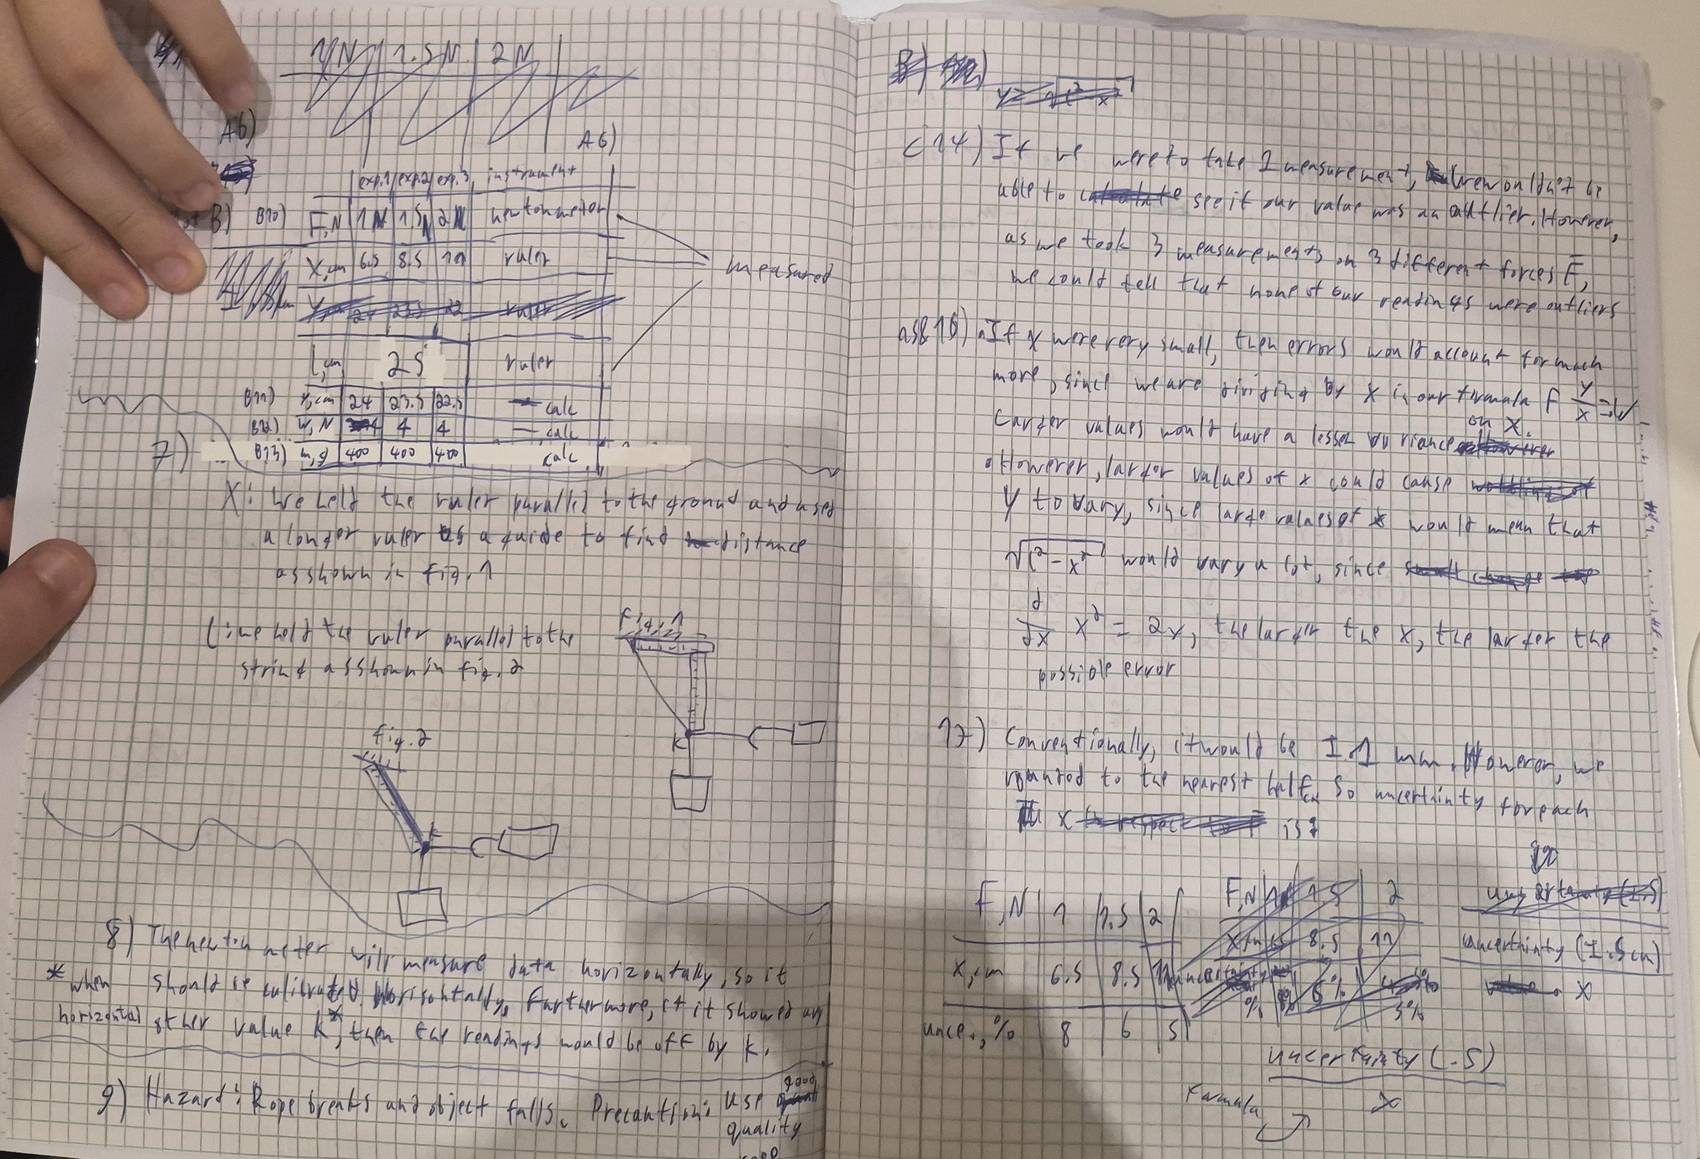 1N 1.5N 2N
A6)
A6)
exp.1 exp.2 exp.3 instrument
B) B10) F,N 1N 1.5N 2N newtonmeter
X,cm 6.5 8.5 ruler
measured
l,cm 25 ruler
B11) y,cm 24 23.5 22.5 calc
B12) W,N 4 4 4 calc
B13) m,g 400 400 400 calc
7)
X: we held the ruler parallel to the ground and used
a longer ruler as a guide to find distance
as shown in fig.1
l: we held the ruler parallel to the
string as shown in fig.2
Fig.1
K
fig.2
K
8) The newton meter will measure data horizontally, so it
* when should be calibrated horisontally. Furthermore, if it showed any
horizontal other value K*, then the readings would be off by K.
9) Hazard: Rope breaks and object falls. Precaution: use good
quality
rope
B)
C14) If we were to take 1 measurement, we wouldn't be
able to see if our value was an outlier. However,
as we took 3 measurements on 3 different forces F,
we could tell that none of our readings were outliers
15&16) If x were very small, then errors would account for much
more, since we are dividing by x in our formula F y/x = W
Larger values would have a lesser variance on X.
However, larger values of x could cause
y to vary, since large values of x would mean that
√(l²-x²) would vary a lot, since
d/dx x² = 2x, the larger the x, the larger the
possible error
17) Conventionally, it would be ±1 mm. However, we
rounded to the nearest half cm so uncertainty for each
x is:
F,N 1 1.5 2
x,cm 6.5 8.5 11
unce.,% 8 6 5
F,N 1 1.5 2
uncertainty (±.5cm)
x
uncertainty (.5)
x
Formula